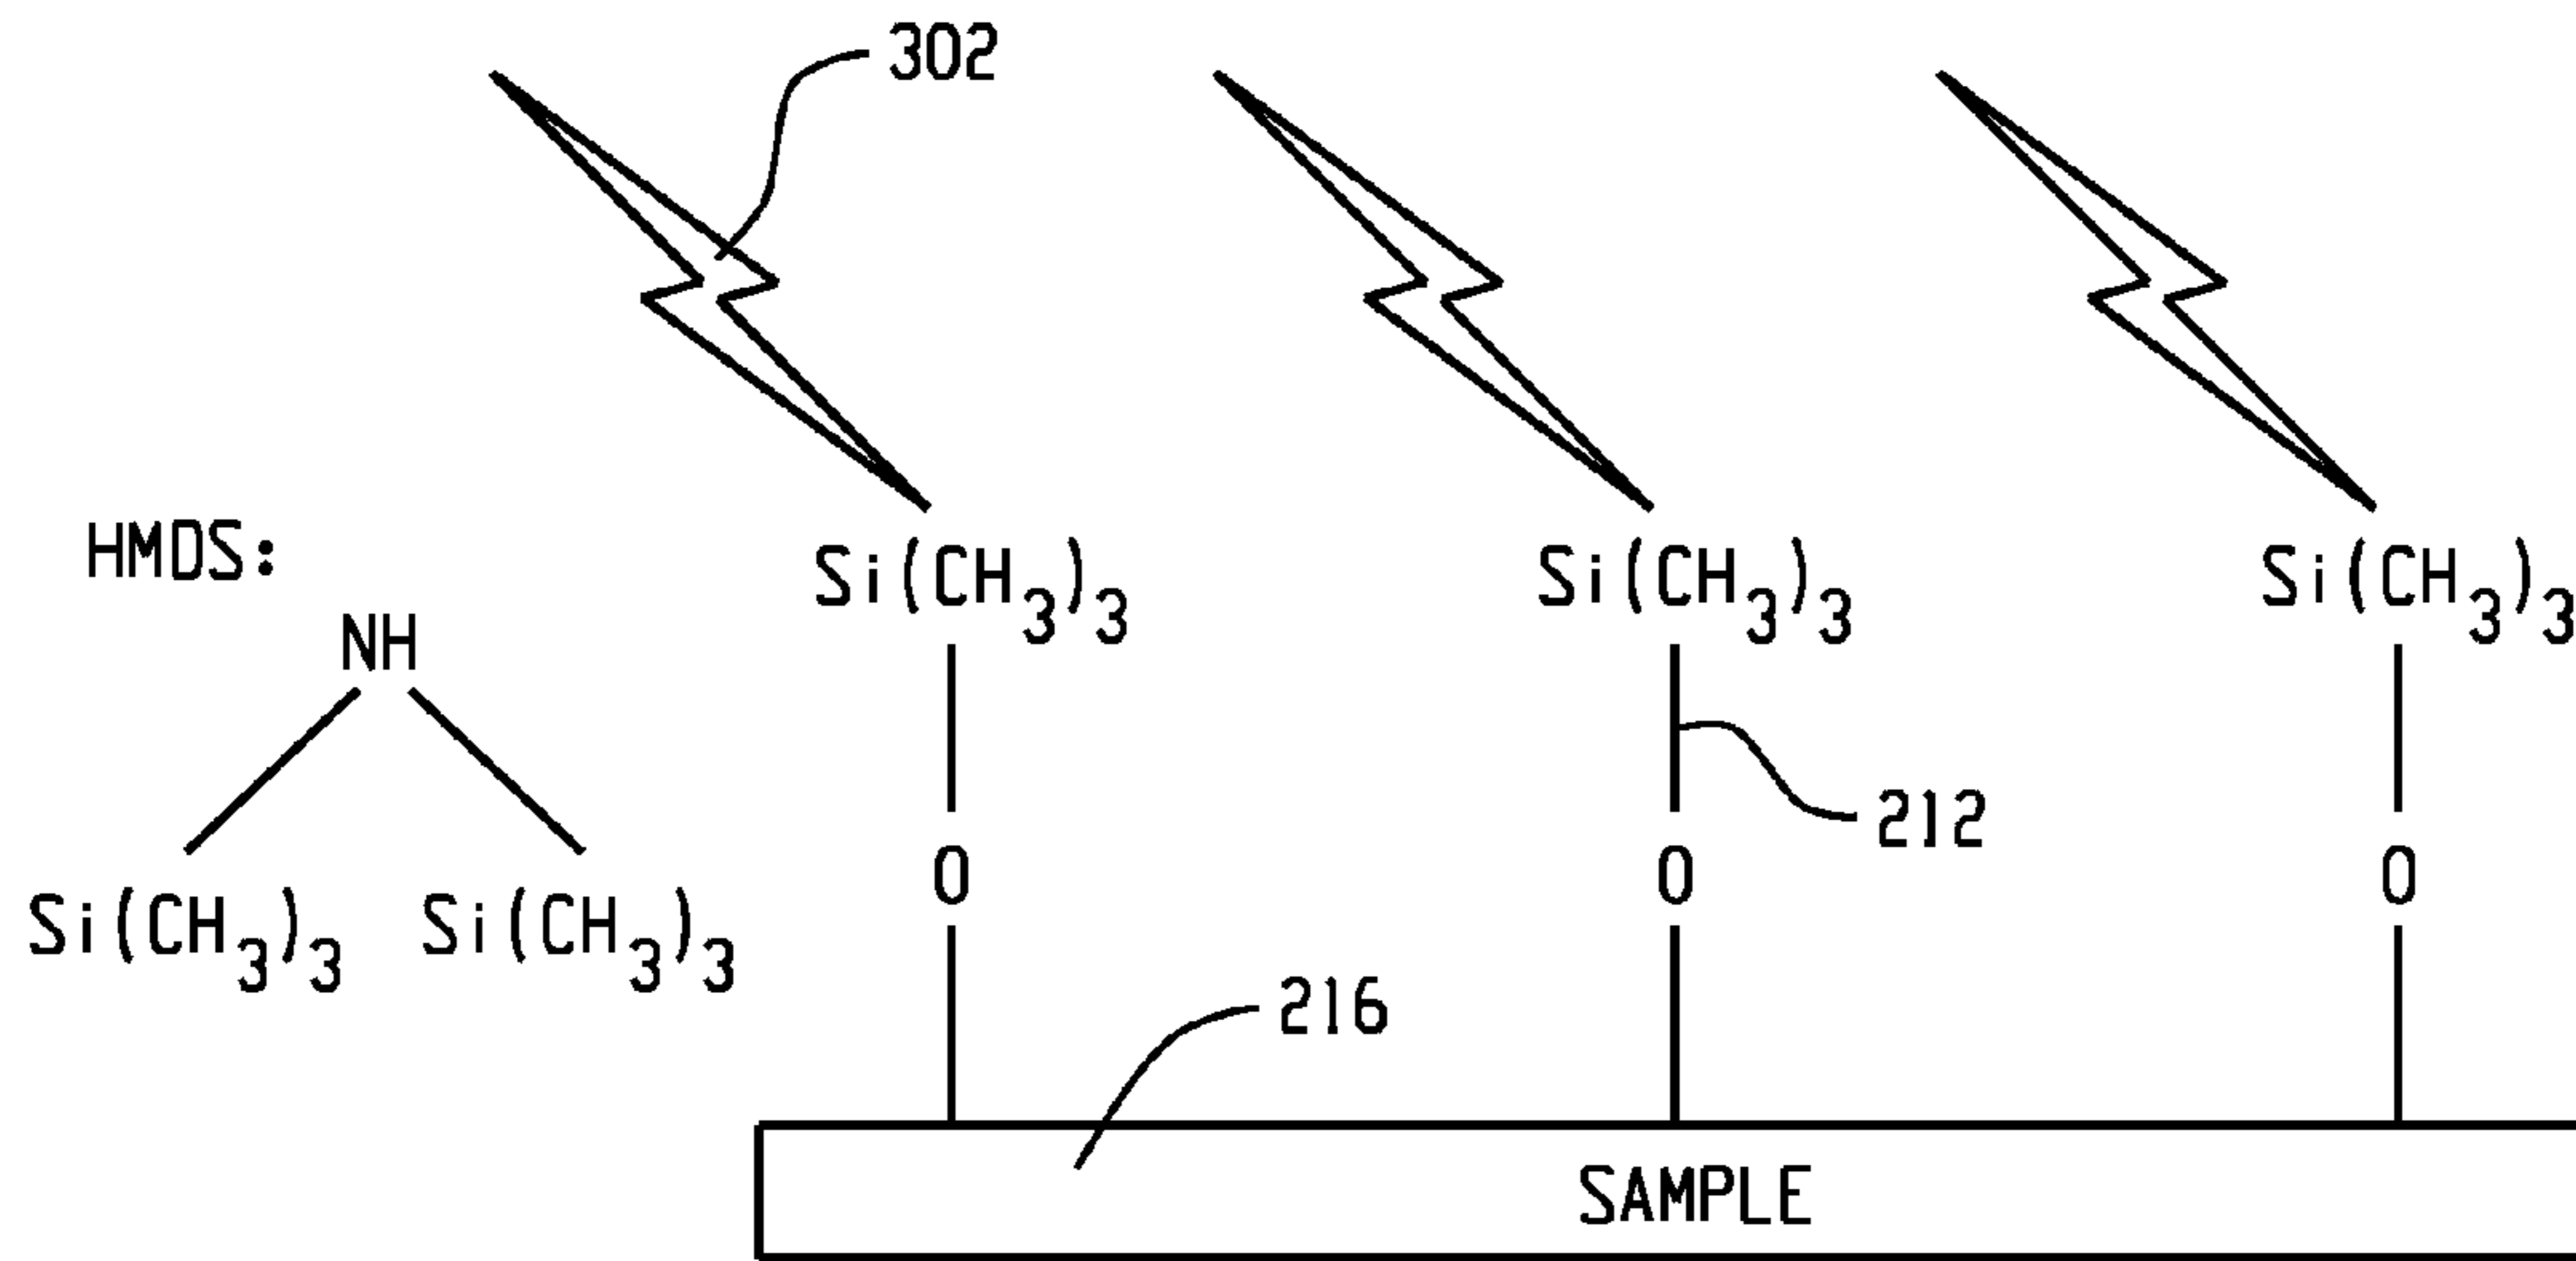 302
HMDS:
NH
Si(CH3)3 Si(CH3)3
Si(CH3)3 Si(CH3)3 Si(CH3)3
212
O O O
216
SAMPLE